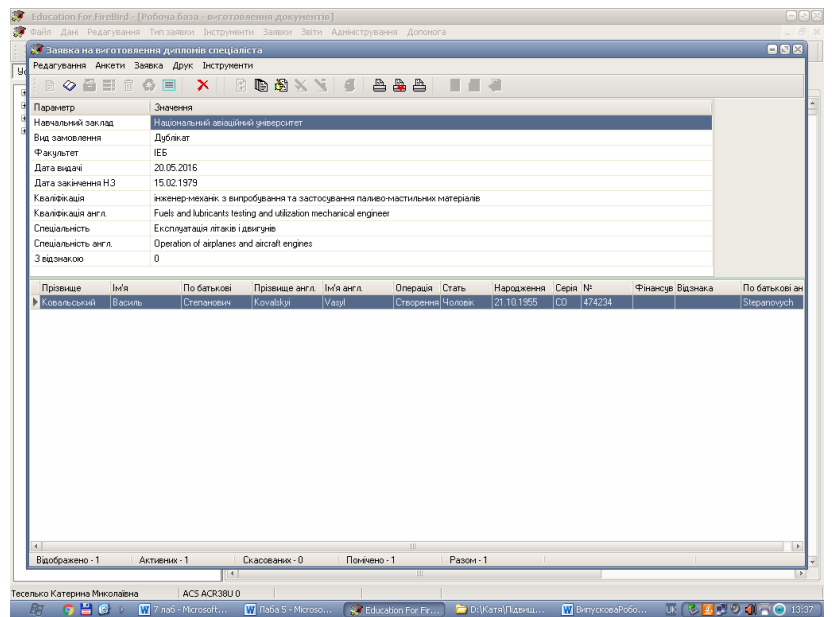 Education For FireBird - [Робоча база - виготовлення документів]
Файл Дані Редагування Тип заявки Інструменти Заявки Звіти Адміністрування Допомога
Заявка на виготовлення дипломів спеціаліста
Редагування Анкети Заявка Друк Інструменти
Параметр Значення
Навчальний заклад Національний авіаційний університет
Вид замовлення Дублікат
Факультет ІЕБ
Дата видачі 20.05.2016
Дата закінчення НЗ 15.02.1979
Кваліфікація інженер-механік з випробування та застосування паливо-мастильних матеріалів
Кваліфікація англ. Fuels and lubricants testing and utilization mechanical engineer
Спеціальність Експлуатація літаків і двигунів
Спеціальність англ. Operation of airplanes and aircraft engines
З відзнакою 0
Прізвище Ім'я По батькові Прізвище англ. Ім'я англ. Операція Стать Народження Серія № Фінансув Відзнака По батькові ан
Ковальський Василь Степанович Kovalskyi Vasyl Створення Чоловік 21.10.1955 СО 474234 Stepanovych
Відображено - 1 Активних - 1 Скасованих - 0 Помічено - 1 Разом - 1
Теселько Катерина Миколаївна ACS ACR38U 0
7 лаб - Microsoft... Лаба 5 - Microso... Education For Fir... D:\Катя\Підвищ... ВипусковаРобо... UK 13:37